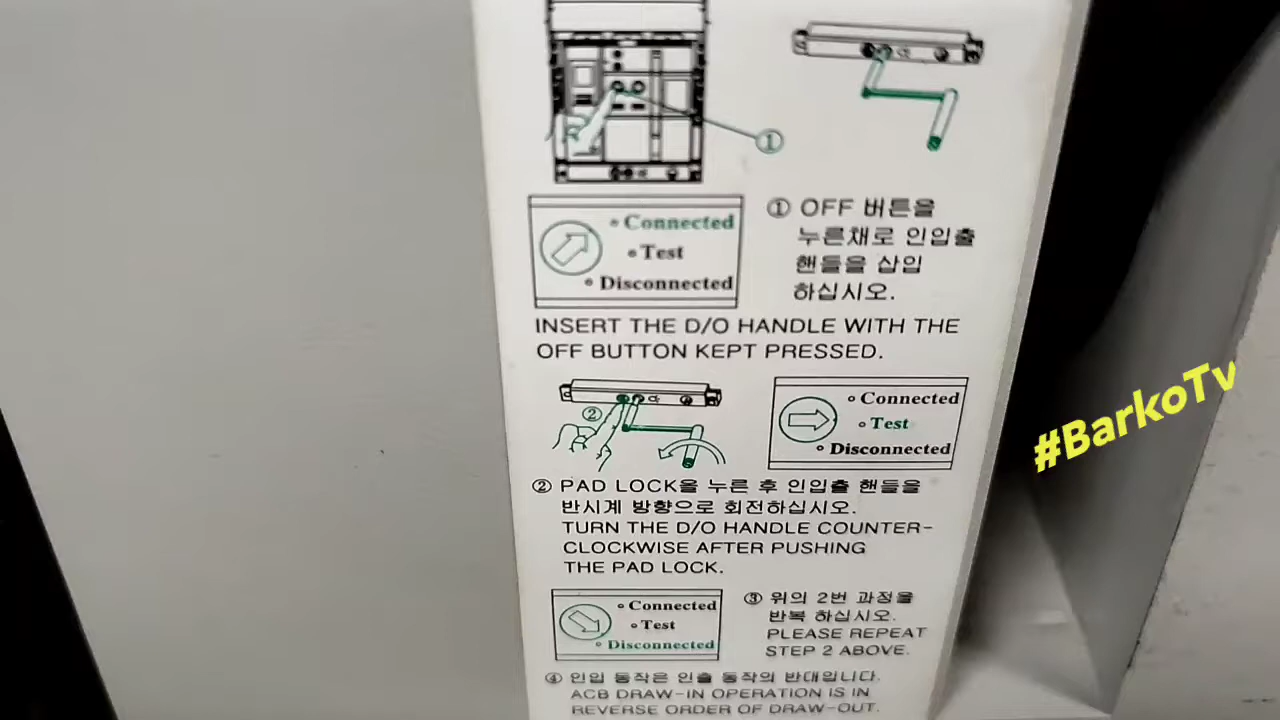 ①
◦ Connected
◦ Test
◦ Disconnected
① OFF 버튼을
누른채로 인입출
핸들을 삽입
하십시오.
INSERT THE D/O HANDLE WITH THE
OFF BUTTON KEPT PRESSED.
②
◦ Connected
◦ Test
◦ Disconnected
② PAD LOCK을 누른 후 인입출 핸들을
반시계 방향으로 회전하십시오.
TURN THE D/O HANDLE COUNTER-
CLOCKWISE AFTER PUSHING
THE PAD LOCK.
◦ Connected
◦ Test
◦ Disconnected
③ 위의 2번 과정을
반복 하십시오.
PLEASE REPEAT
STEP 2 ABOVE.
④ 인입 동작은 인출 동작의 반대입니다.
ACB DRAW-IN OPERATION IS IN
REVERSE ORDER OF DRAW-OUT.
#BarkoTv